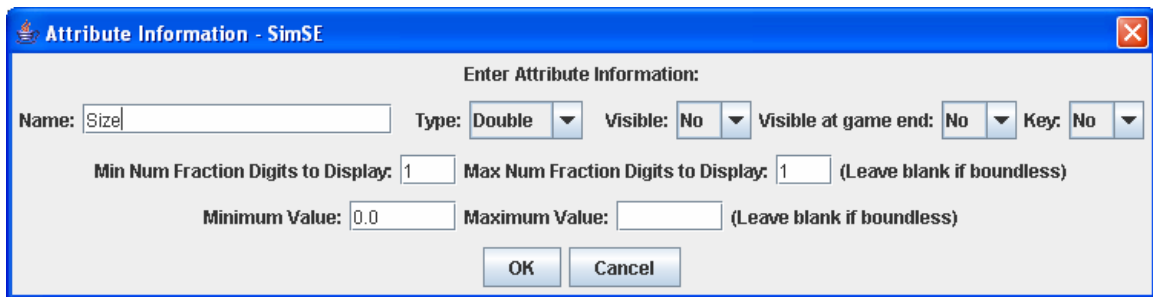 Attribute Information - SimSE
Enter Attribute Information:
Name: Size Type: Double Visible: No Visible at game end: No Key: No
Min Num Fraction Digits to Display: 1 Max Num Fraction Digits to Display: 1 (Leave blank if boundless)
Minimum Value: 0.0 Maximum Value: (Leave blank if boundless)
OK Cancel